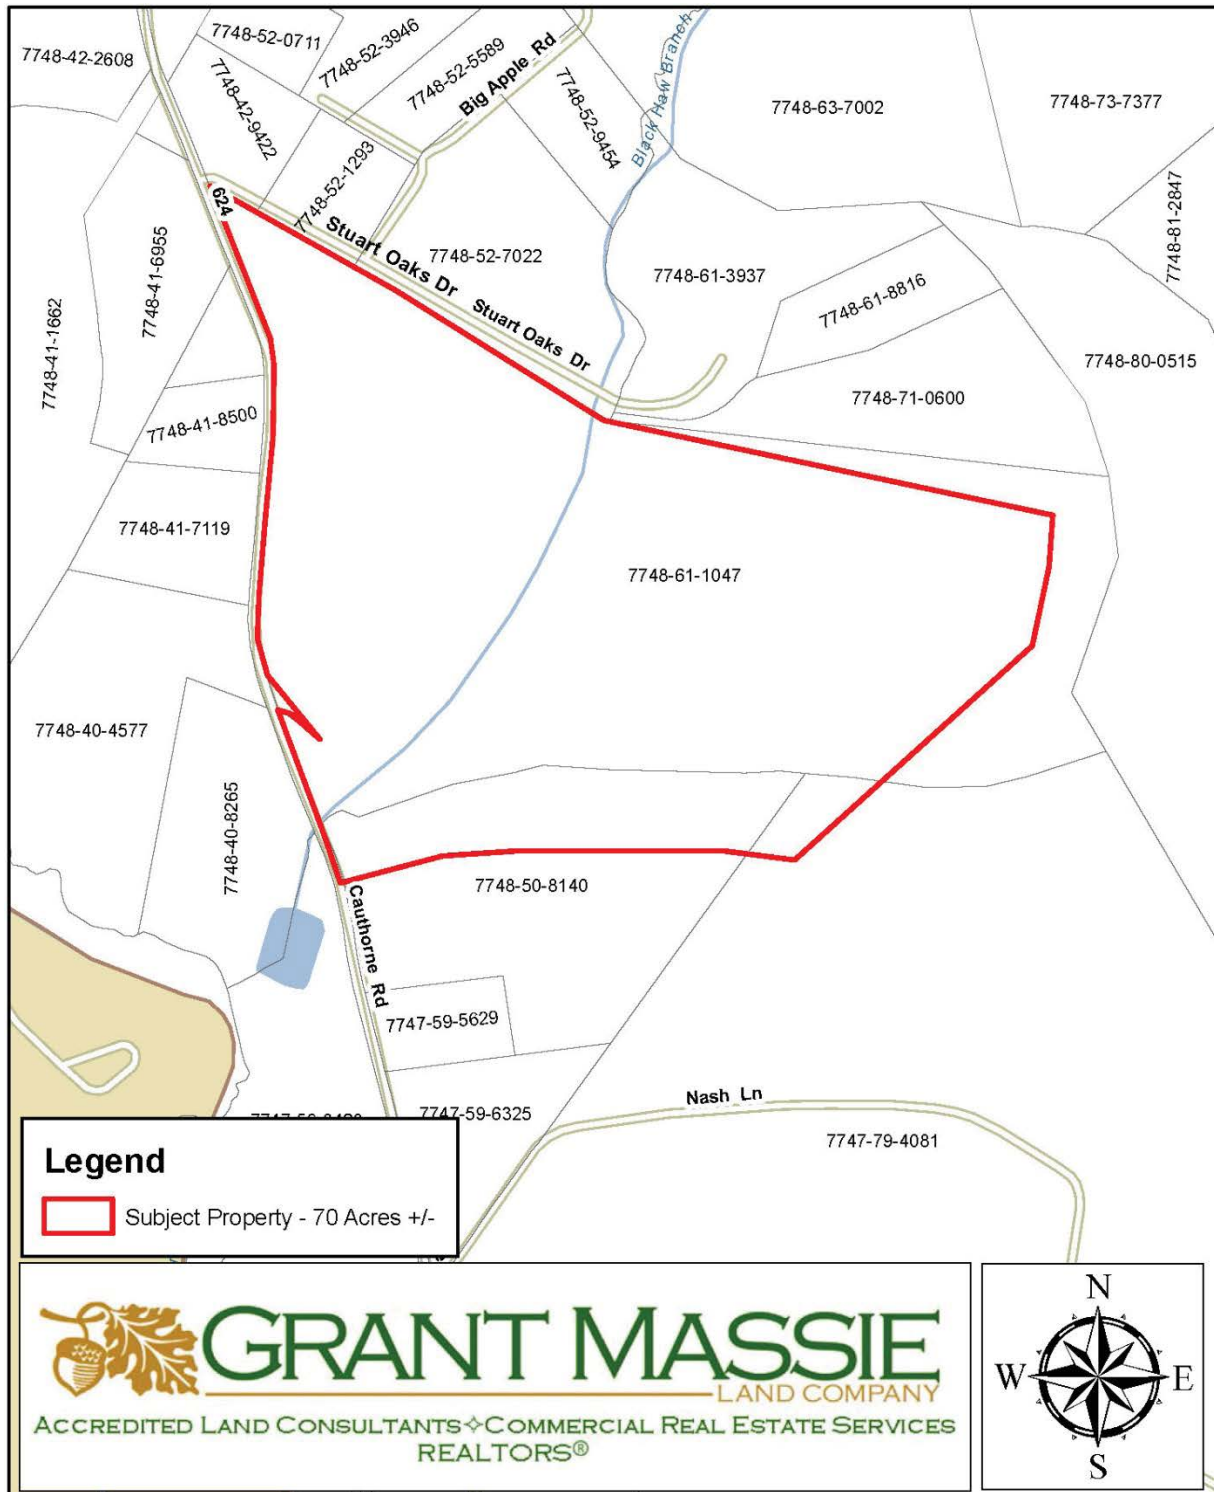 7748-52-0711
7748-52-3946
7748-42-2608
7748-52-5589
Big Apple Rd
Black Haw Branch
7748-63-7002
7748-73-7377
7748-42-9422
7748-52-9454
7748-52-1293
624
Stuart Oaks Dr
Stuart Oaks Dr
7748-52-7022
7748-61-3937
7748-61-8816
7748-81-2847
7748-41-6955
7748-41-1662
7748-80-0515
7748-71-0600
7748-41-8500
7748-41-7119
7748-61-1047
7748-40-4577
7748-40-8265
7748-50-8140
Cauthorne Rd
7747-59-5629
7747-59-6325
Nash Ln
7747-79-4081
Legend
Subject Property - 70 Acres +/-
GRANT MASSIE
LAND COMPANY
ACCREDITED LAND CONSULTANTS✧COMMERCIAL REAL ESTATE SERVICES
REALTORS®
N
W E
S